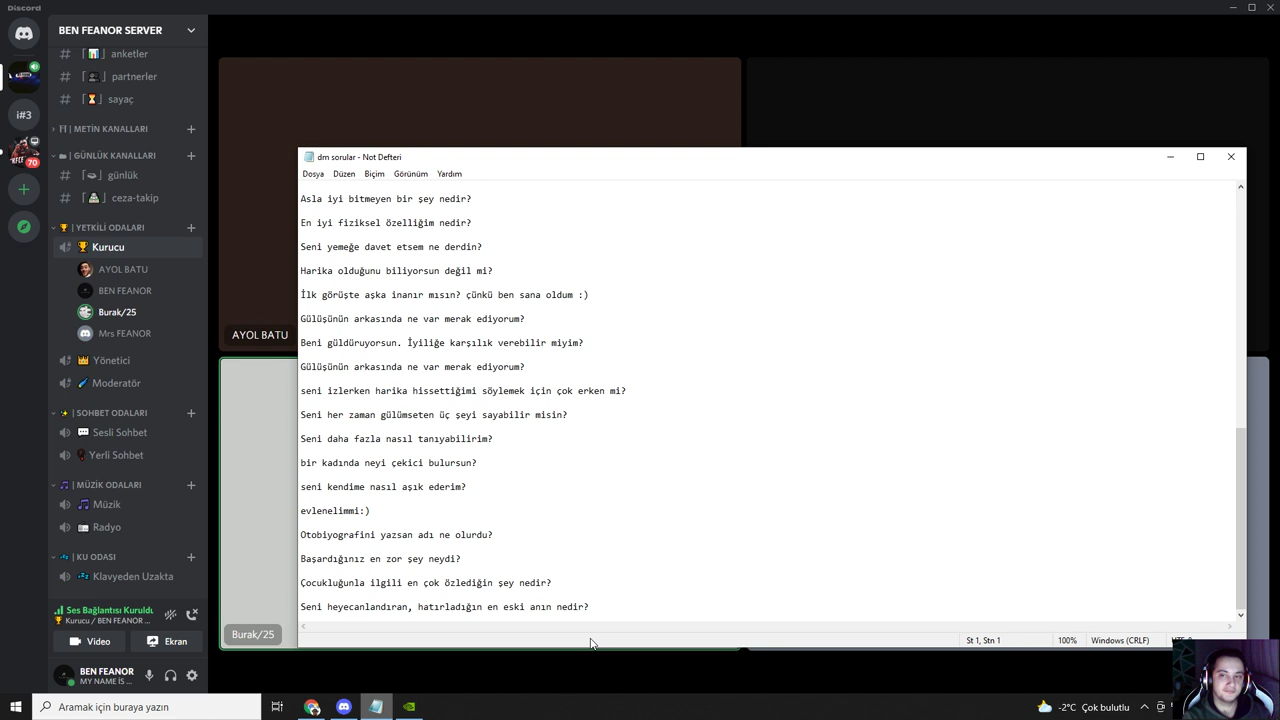 Discord
BEN FEANOR SERVER
anketler
partnerler
sayaç
METİN KANALLARI
GÜNLÜK KANALLARI
günlük
ceza-takip
YETKİLİ ODALARI
Kurucu
AYOL BATU
BEN FEANOR
Burak/25
Mrs FEANOR
Yönetici
Moderatör
SOHBET ODALARI
Sesli Sohbet
Yerli Sohbet
MÜZİK ODALARI
Müzik
Radyo
KU ODASI
Klavyeden Uzakta
Ses Bağlantısı Kuruldu
Kurucu / BEN FEANOR ...
Video
Ekran
BEN FEANOR
MY NAME IS ...
i#3
70
AYOL BATU
Burak/25
dm sorular - Not Defteri
Dosya Düzen Biçim Görünüm Yardım
Asla iyi bitmeyen bir şey nedir?
En iyi fiziksel özelliğim nedir?
Seni yemeğe davet etsem ne derdin?
Harika olduğunu biliyorsun değil mi?
İlk görüşte aşka inanır mısın? çünkü ben sana oldum :)
Gülüşünün arkasında ne var merak ediyorum?
Beni güldürüyorsun. İyiliğe karşılık verebilir miyim?
Gülüşünün arkasında ne var merak ediyorum?
seni izlerken harika hissettiğimi söylemek için çok erken mi?
Seni her zaman gülümseten üç şeyi sayabilir misin?
Seni daha fazla nasıl tanıyabilirim?
bir kadında neyi çekici bulursun?
seni kendime nasıl aşık ederim?
evlenelimmi:)
Otobiyografini yazsan adı ne olurdu?
Başardığınız en zor şey neydi?
Çocukluğunla ilgili en çok özlediğin şey nedir?
Seni heyecanlandıran, hatırladığın en eski anın nedir?
St 1, Stn 1 100% Windows (CRLF)
Aramak için buraya yazın
-2°C Çok bulutlu